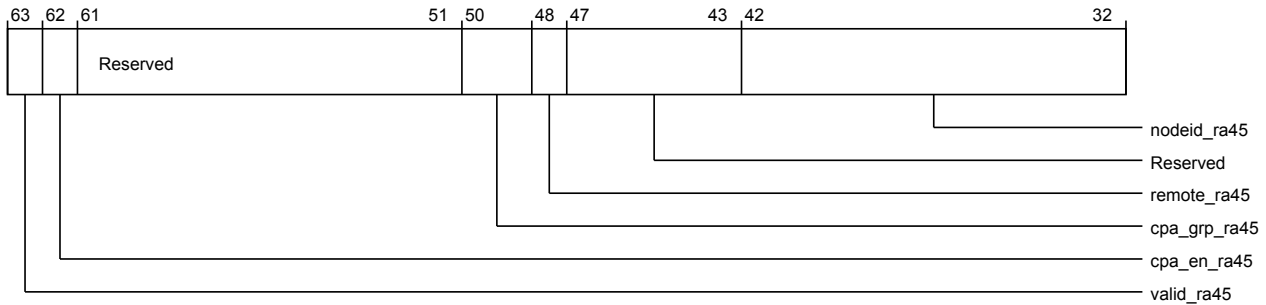 63 62 61 51 50 48 47 43 42 32
Reserved
nodeid_ra45
Reserved
remote_ra45
cpa_grp_ra45
cpa_en_ra45
valid_ra45